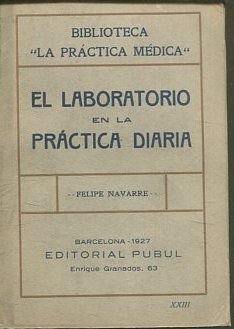 BIBLIOTECA
"LA PRÁCTICA MÉDICA"
EL LABORATORIO
EN LA
PRÁCTICA DIARIA
-- FELIPE NAVARRE --
BARCELONA - 1927
EDITORIAL PUBUL
Enrique Granados, 63
XXIII